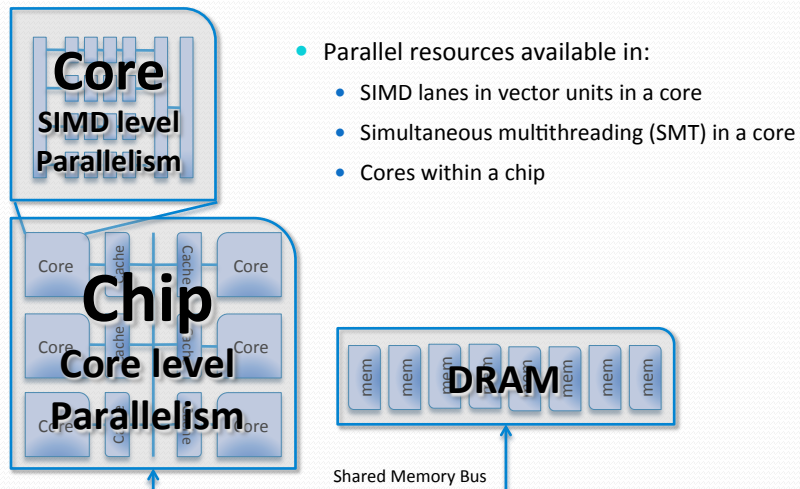 Core
SIMD level
Parallelism
• Parallel resources available in:
• SIMD lanes in vector units in a core
• Simultaneous multithreading (SMT) in a core
• Cores within a chip
Core Cache Cache Core
Chip
Core Cache Cache Core
Core level
Parallelism
Core Cache Cache Core
mem mem mem mem mem mem mem mem
DRAM
Shared Memory Bus